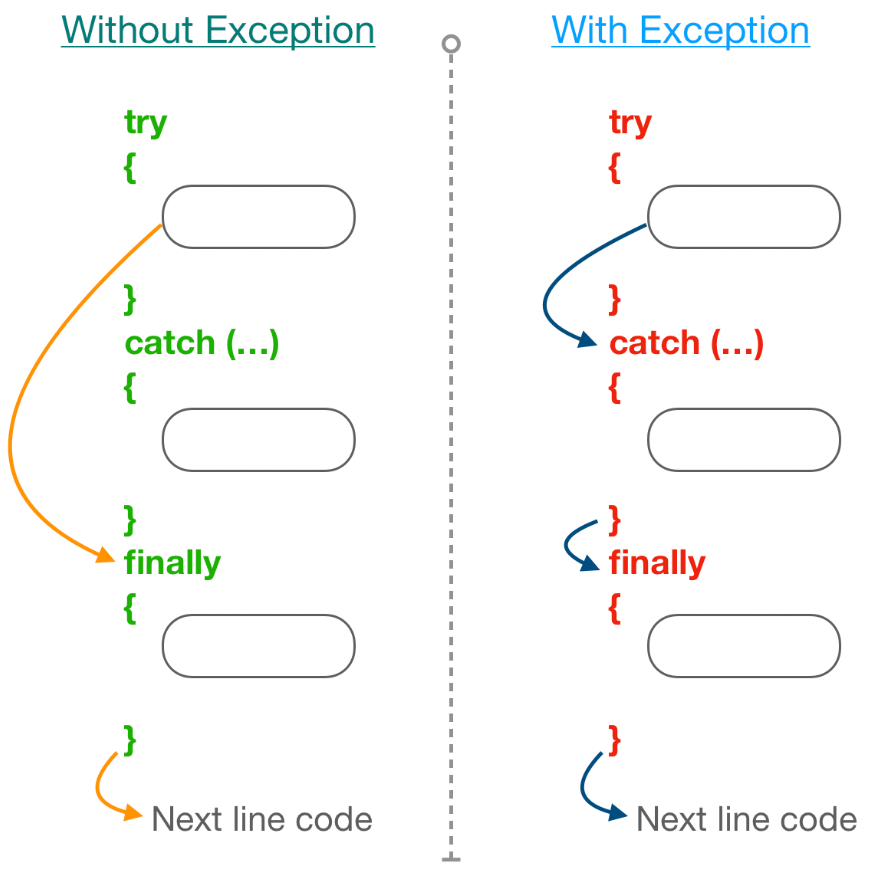 Without Exception
try
{
}
catch (...)
{
}
finally
{
}
Next line code
With Exception
try
{
}
catch (...)
{
}
finally
{
}
Next line code